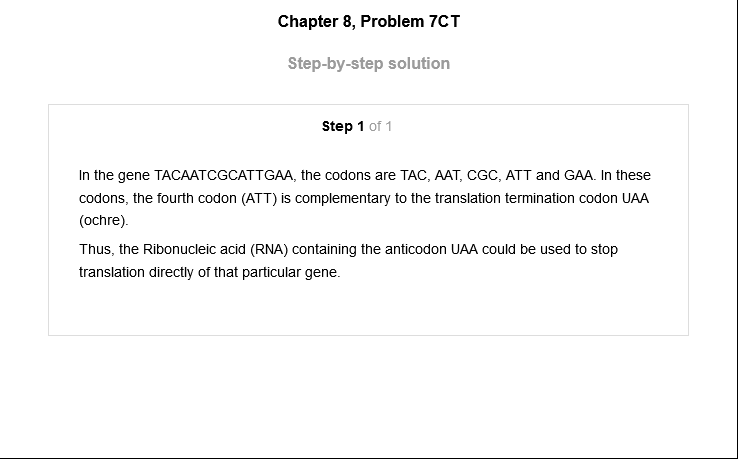 Chapter 8, Problem 7CT
Step-by-step solution
Step 1 of 1
In the gene TACAATCGCATTGAA, the codons are TAC, AAT, CGC, ATT and GAA. In these
codons, the fourth codon (ATT) is complementary to the translation termination codon UAA
(ochre).
Thus, the Ribonucleic acid (RNA) containing the anticodon UAA could be used to stop
translation directly of that particular gene.